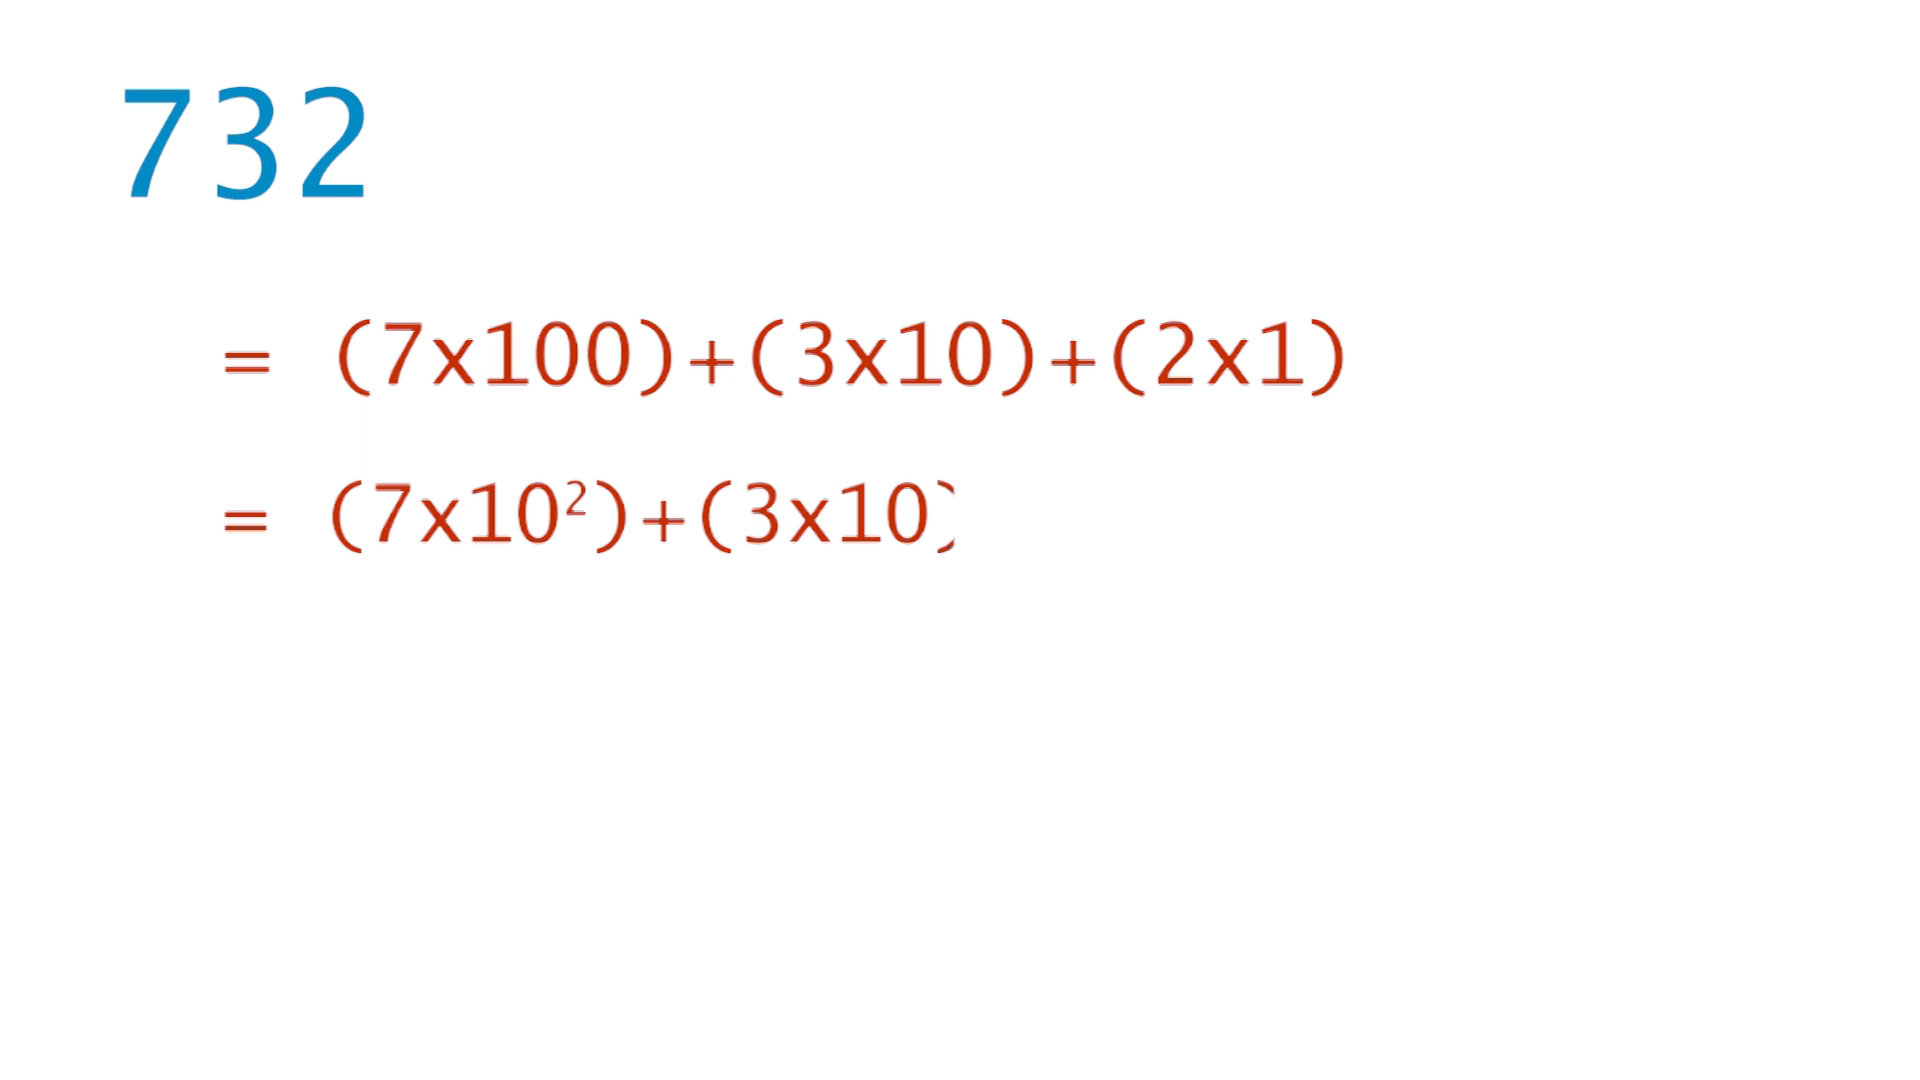 732
= (7x100)+(3x10)+(2x1)
= (7x10²)+(3x10)